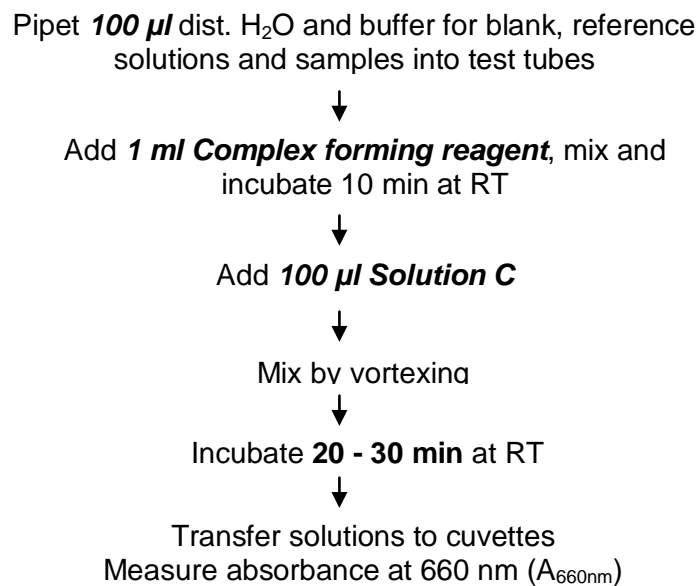 Pipet 100 µl dist. H₂O and buffer for blank, reference
solutions and samples into test tubes
Add 1 ml Complex forming reagent, mix and
incubate 10 min at RT
Add 100 µl Solution C
Mix by vortexing
Incubate 20 - 30 min at RT
Transfer solutions to cuvettes
Measure absorbance at 660 nm (A₆₆₀ₙₘ)